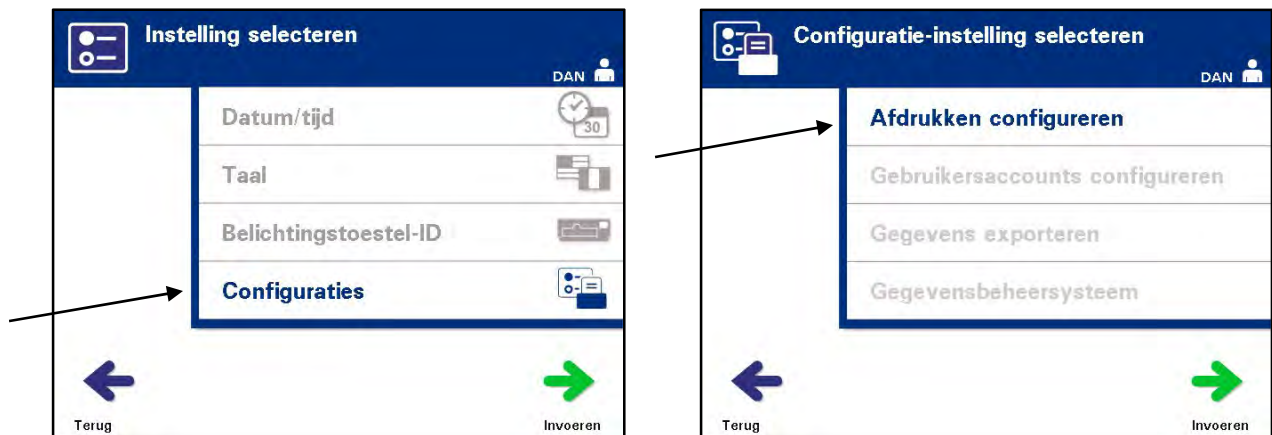 Instelling selecteren
DAN
Datum/tijd
30
Taal
Belichtingstoestel-ID
Configuraties
Terug
Invoeren
Configuratie-instelling selecteren
DAN
Afdrukken configureren
Gebruikersaccounts configureren
Gegevens exporteren
Gegevensbeheersysteem
Terug
Invoeren